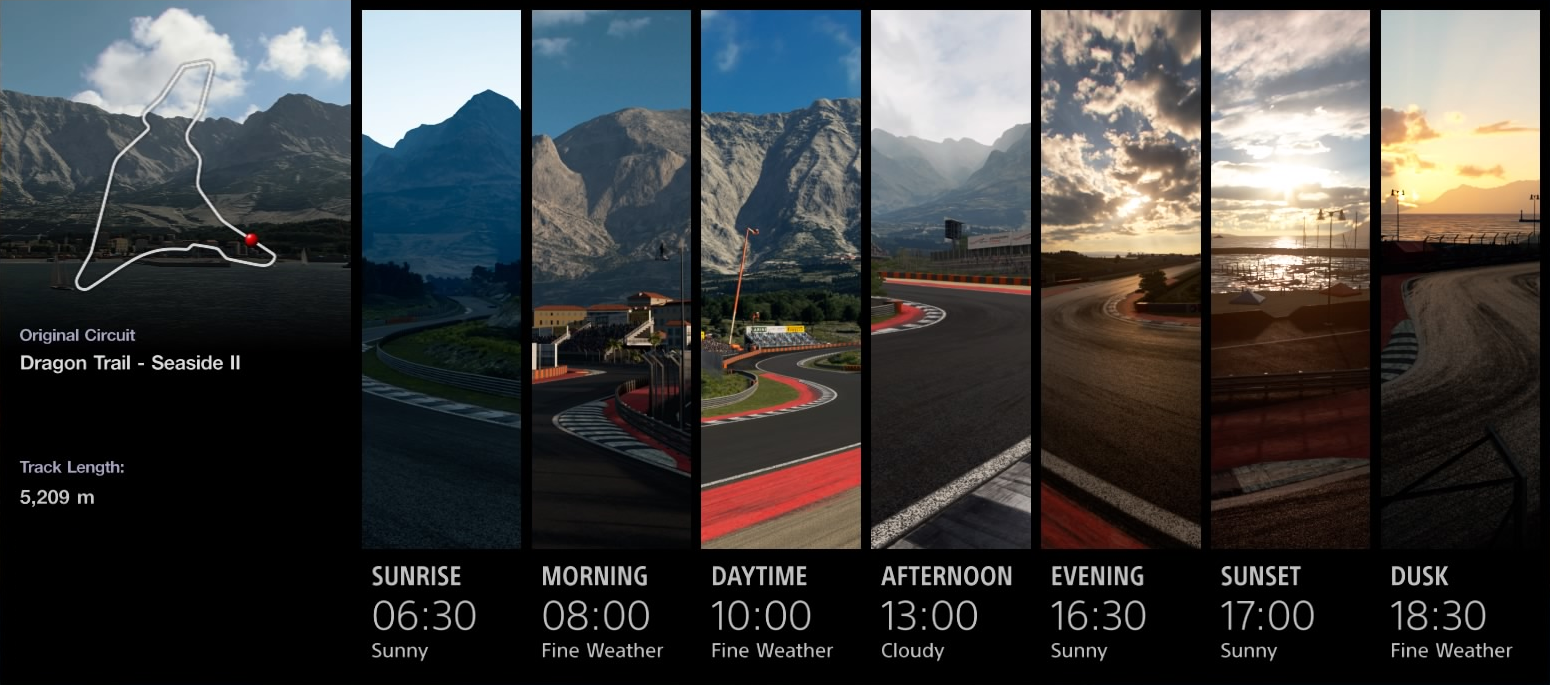 Original Circuit
Dragon Trail - Seaside II
Track Length:
5,209 m
SUNRISE
06:30
Sunny
MORNING
08:00
Fine Weather
DAYTIME
10:00
Fine Weather
AFTERNOON
13:00
Cloudy
EVENING
16:30
Sunny
SUNSET
17:00
Sunny
DUSK
18:30
Fine Weather